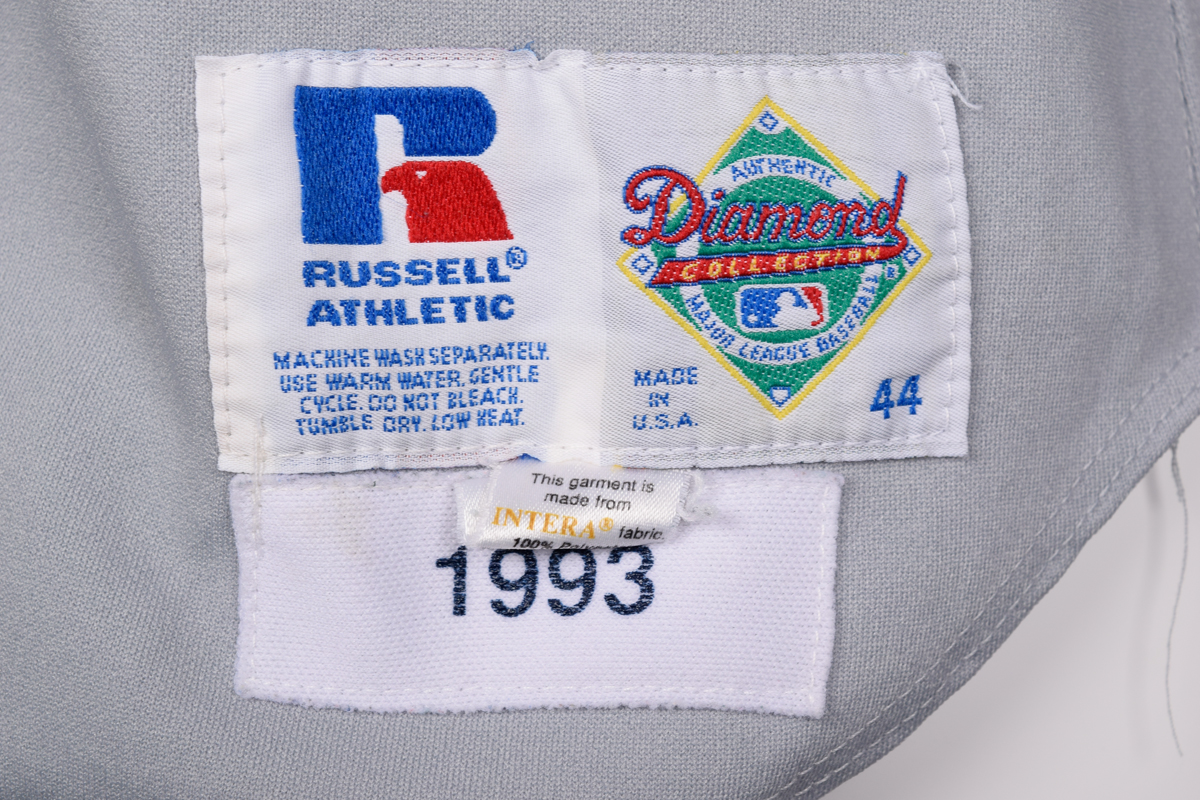 RUSSELL®
ATHLETIC
MACHINE WASH SEPARATELY.
USE WARM WATER. GENTLE
CYCLE. DO NOT BLEACH.
TUMBLE DRY. LOW HEAT.
AUTHENTIC
Diamond
COLLECTION
MAJOR LEAGUE BASEBALL®
MADE
IN
U.S.A.
44
This garment is
made from
INTERA® fabric.
100%
1993